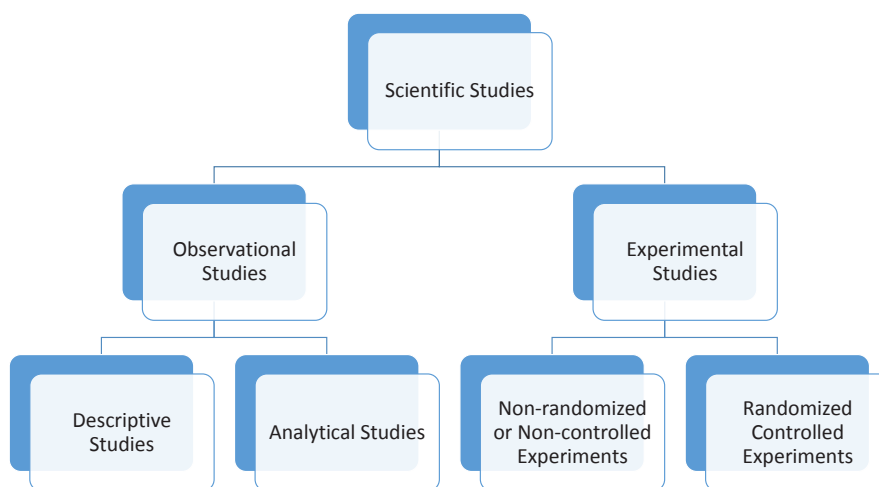 Scientific Studies
Observational
Studies
Experimental
Studies
Descriptive
Studies
Analytical Studies
Non-randomized
or Non-controlled
Experiments
Randomized
Controlled
Experiments